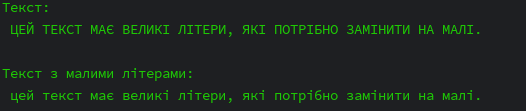 Текст:
ЦЕЙ ТЕКСТ МАЄ ВЕЛИКІ ЛІТЕРИ, ЯКІ ПОТРІБНО ЗАМІНИТИ НА МАЛІ.
Текст з малими літерами:
цей текст має великі літери, які потрібно замінити на малі.